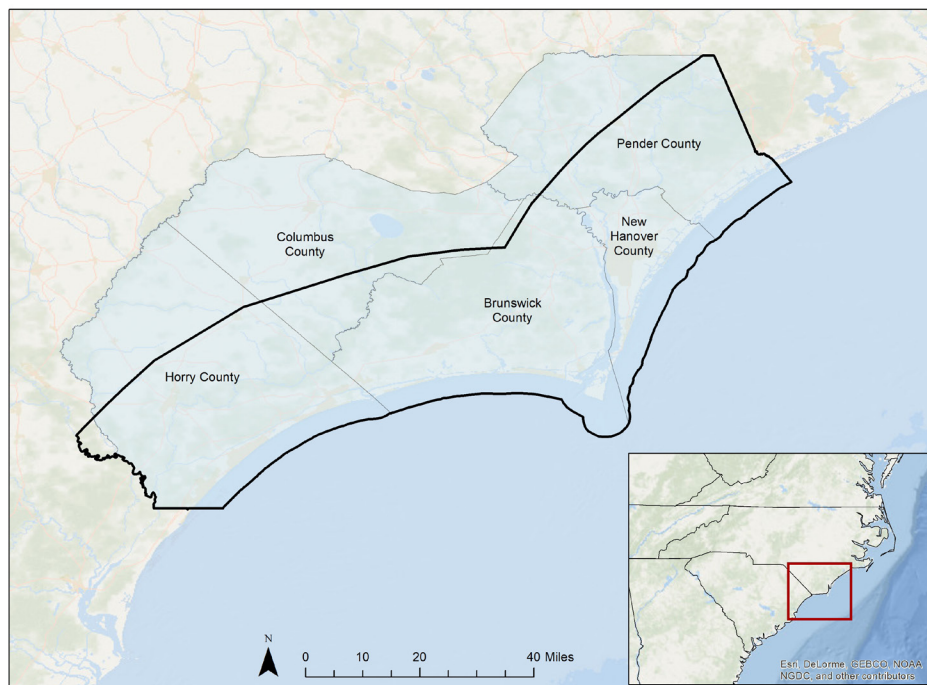 Pender County
New
Hanover
County
Columbus
County
Brunswick
County
Horry County
N
0 5 10 20 40 Miles
Esri, DeLorme, GEBCO, NOAA
NGDC, and other contributors